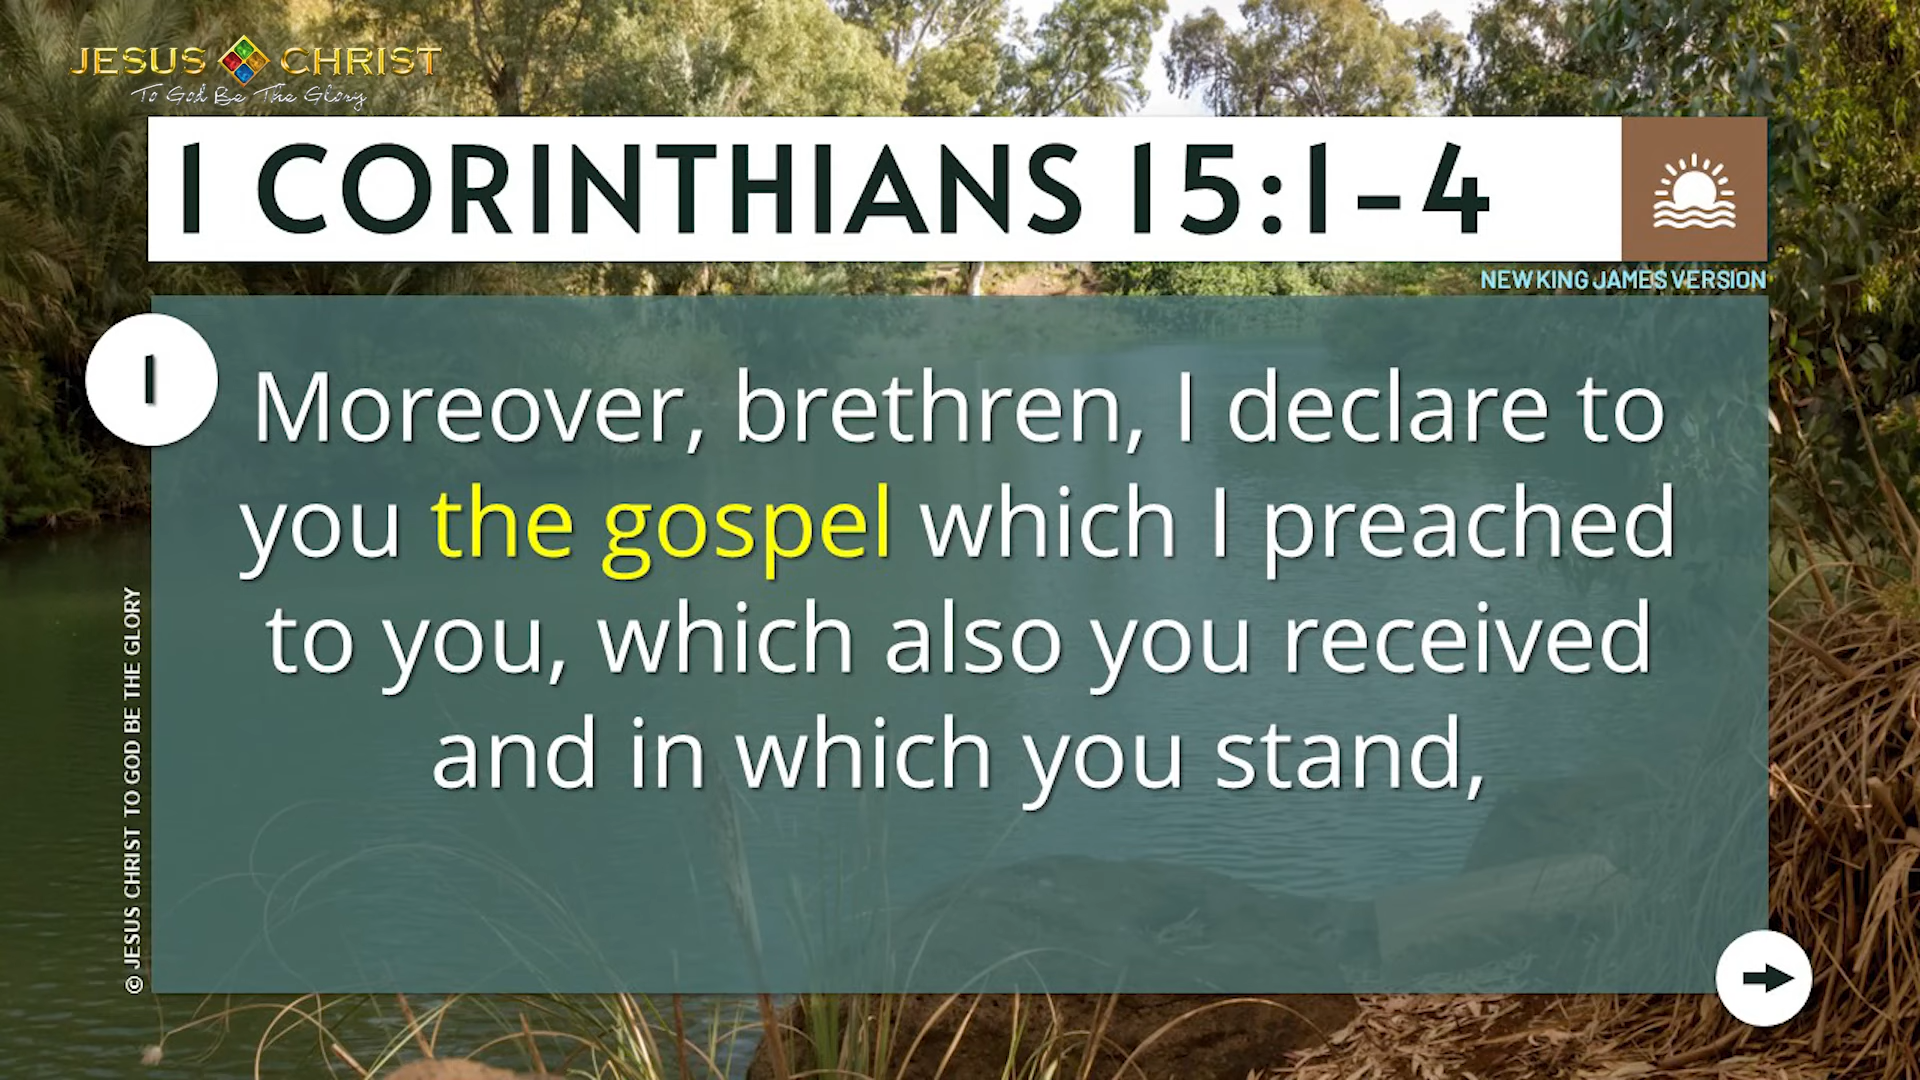 JESUS CHRIST
To God Be The Glory
1 CORINTHIANS 15:1-4
NEW KING JAMES VERSION
1
Moreover, brethren, I declare to
you the gospel which I preached
to you, which also you received
and in which you stand,
© JESUS CHRIST TO GOD BE THE GLORY